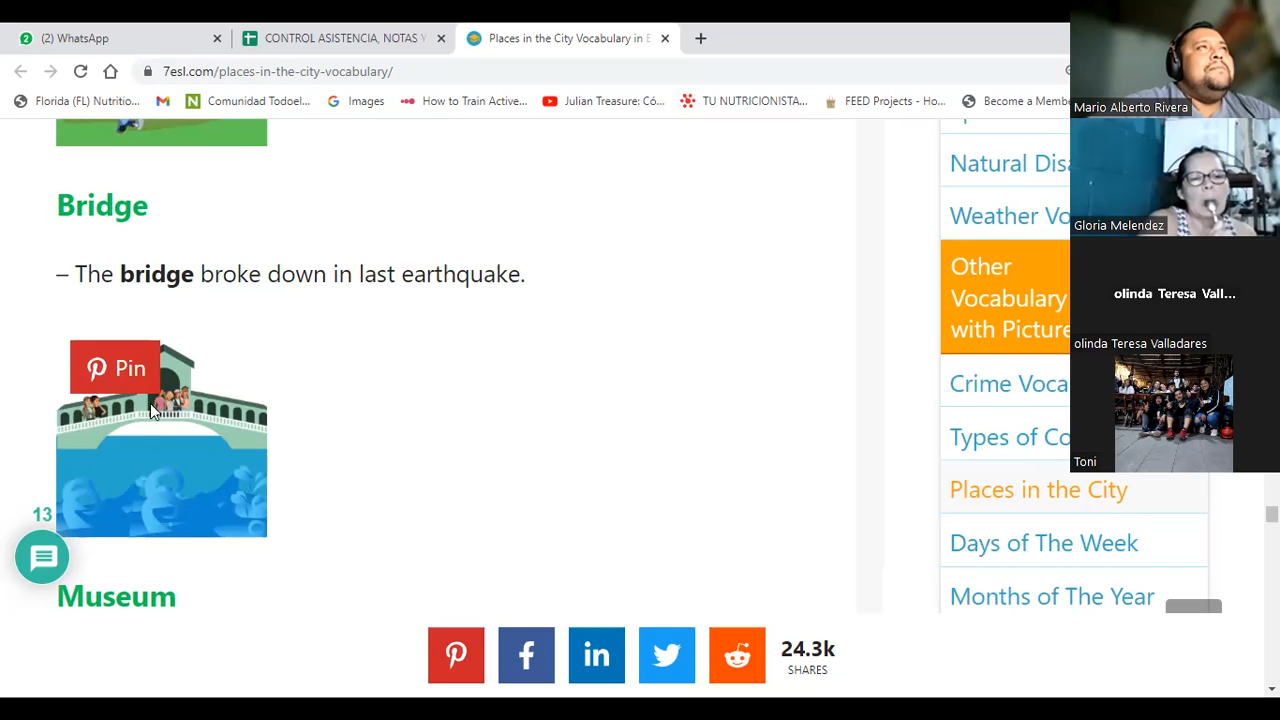 2 (2) WhatsApp
CONTROL ASISTENCIA, NOTAS Y
Places in the City Vocabulary in E
7esl.com/places-in-the-city-vocabulary/
Florida (FL) Nutritio...
Comunidad Todoel...
Images
How to Train Active...
Julian Treasure: Có...
TU NUTRICIONISTA...
FEED Projects - Ho...
Become a Membe
Bridge
– The bridge broke down in last earthquake.
Pin
13
Museum
24.3k
SHARES
Natural Disa
Weather Vo
Other
Vocabulary
with Picture
Crime Voca
Types of Co
Places in the City
Days of The Week
Months of The Year
Mario Alberto Rivera
Gloria Melendez
olinda Teresa Vall...
olinda Teresa Valladares
Toni